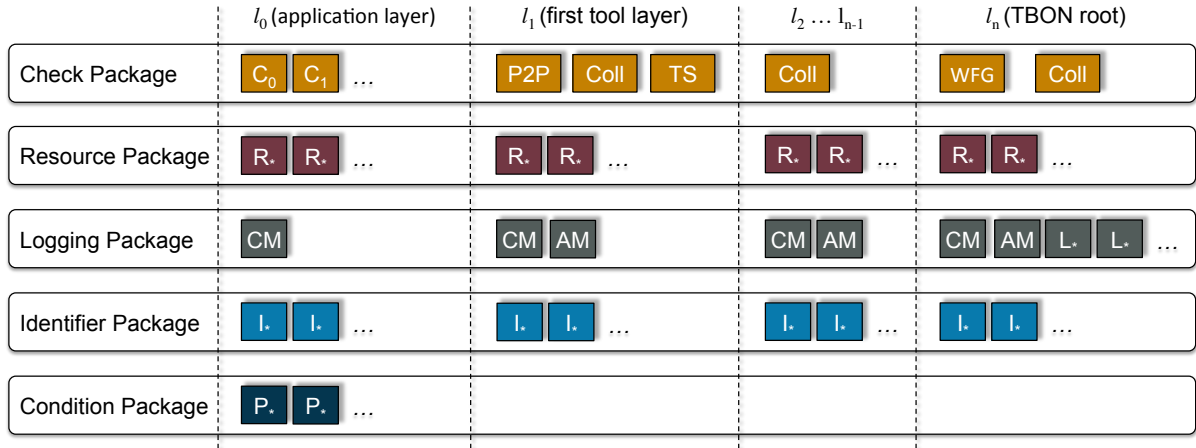 l0 (application layer) l1 (first tool layer) l2 … ln-1 ln (TBON root)
Check Package C0 C1 … P2P Coll TS Coll WFG Coll
Resource Package R* R* … R* R* … R* R* … R* R* …
Logging Package CM CM AM CM AM CM AM L* L* …
Identifier Package I* I* … I* I* … I* I* … I* I* …
Condition Package P* P* …